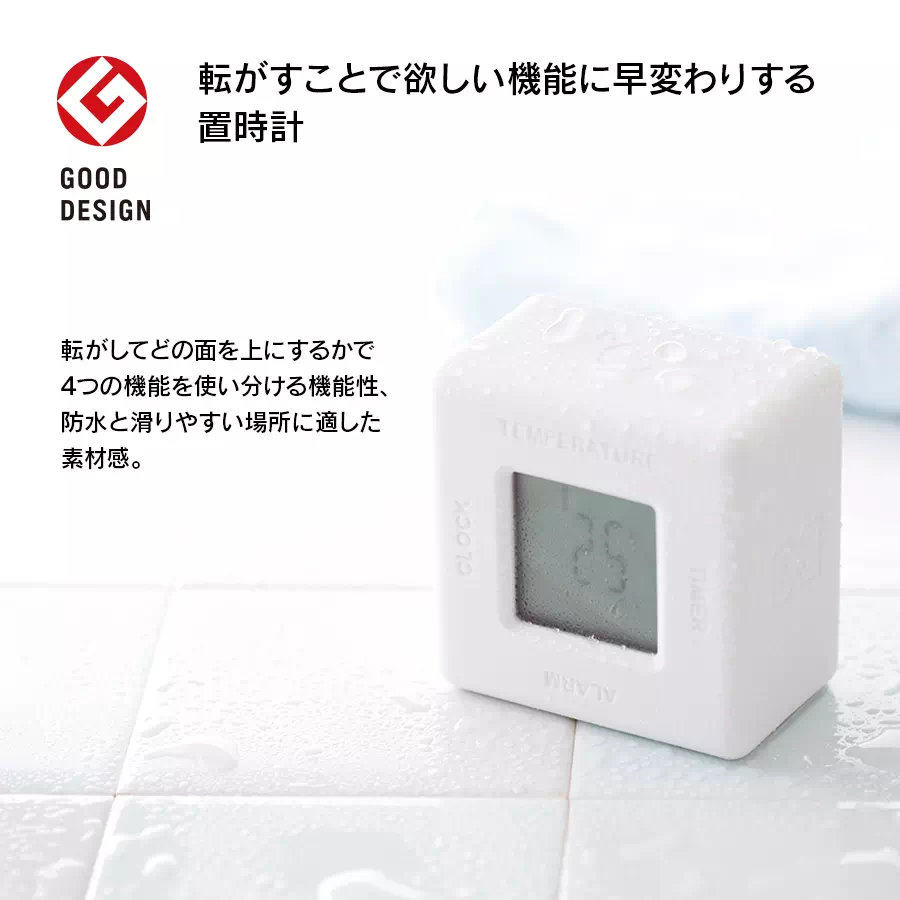 転がすことで欲しい機能に早変わりする
置時計
GOOD
DESIGN
転がしてどの面を上にするかで
4つの機能を使い分ける機能性、
防水と滑りやすい場所に適した
素材感。
TEMPERATURE
CLOCK
25
TIMER
ALARM